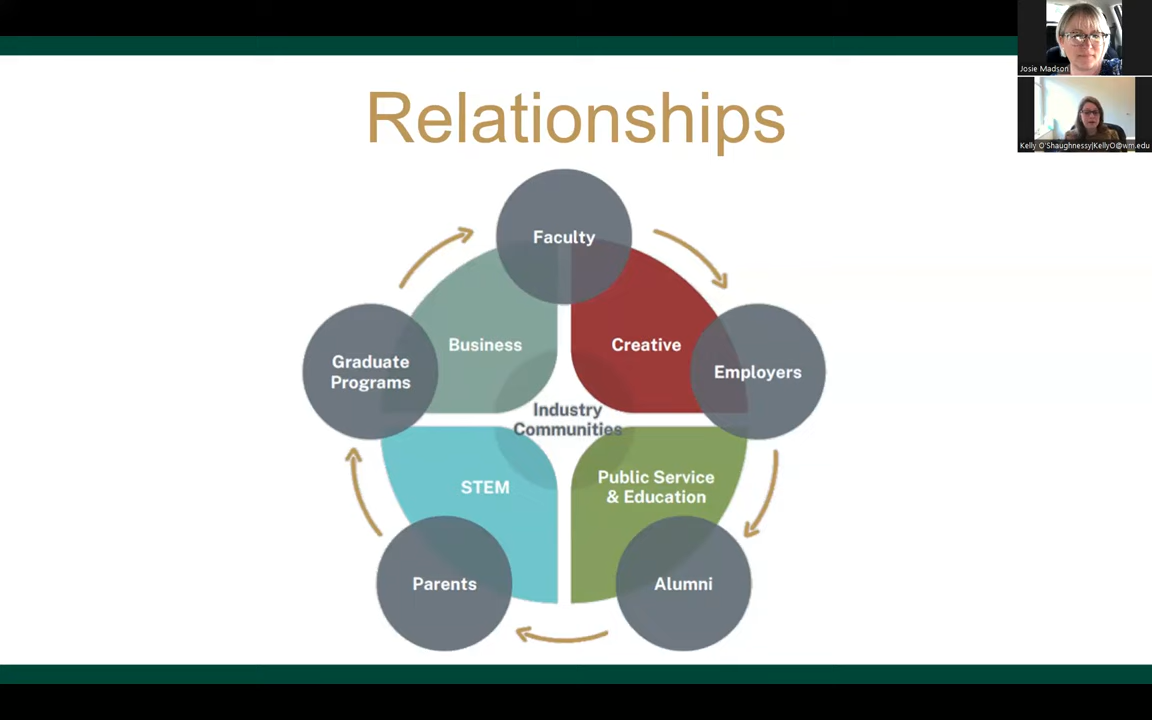 Relationships
Josie Madson
Kelly O'Shaughnessy|KellyO@wm.edu
Faculty
Business
Creative
Graduate
Programs
Employers
Industry
Communities
STEM
Public Service
& Education
Parents
Alumni